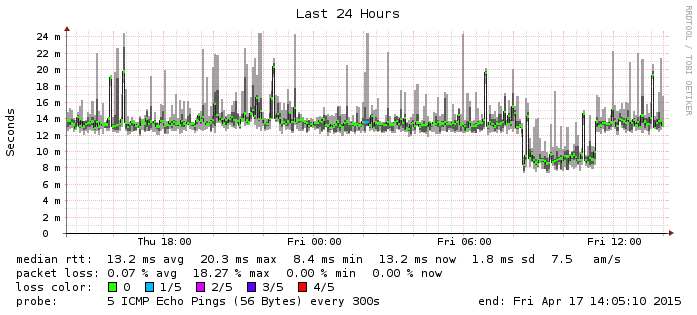 Last 24 Hours
RRDTOOL / TOBI OETIKER
Seconds
24 m
22 m
20 m
18 m
16 m
14 m
12 m
10 m
8 m
6 m
4 m
2 m
0
Thu 18:00 Fri 00:00 Fri 06:00 Fri 12:00
median rtt: 13.2 ms avg 20.3 ms max 8.4 ms min 13.2 ms now 1.8 ms sd 7.5 am/s
packet loss: 0.07 % avg 18.27 % max 0.00 % min 0.00 % now
loss color: 0 1/5 2/5 3/5 4/5
probe: 5 ICMP Echo Pings (56 Bytes) every 300s end: Fri Apr 17 14:05:10 2015